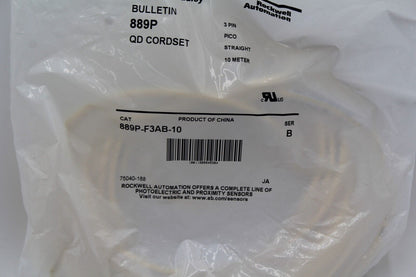 BULLETIN
889P
QD CORDSET
Rockwell
Automation
3 PIN
PICO
STRAIGHT
10 METER
PRODUCT OF CHINA
CAT
889P-F3AB-10
SER
B
75040-188
JA
ROCKWELL AUTOMATION OFFERS A COMPLETE LINE OF
PHOTOELECTRIC AND PROXIMITY SENSORS
Visit our website at: www.ab.com/sensors